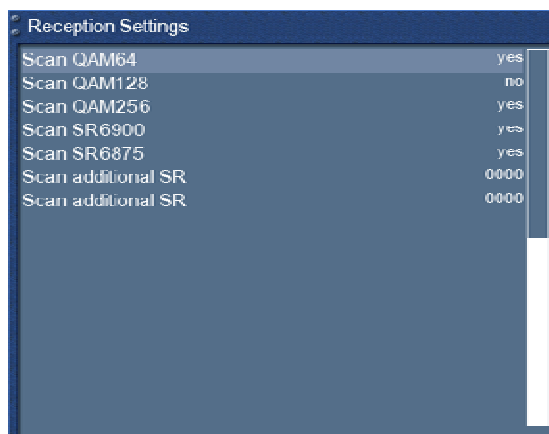 Reception Settings
Scan QAM64 yes
Scan QAM128 no
Scan QAM256 yes
Scan SR6900 yes
Scan SR6875 yes
Scan additional SR 0000
Scan additional SR 0000